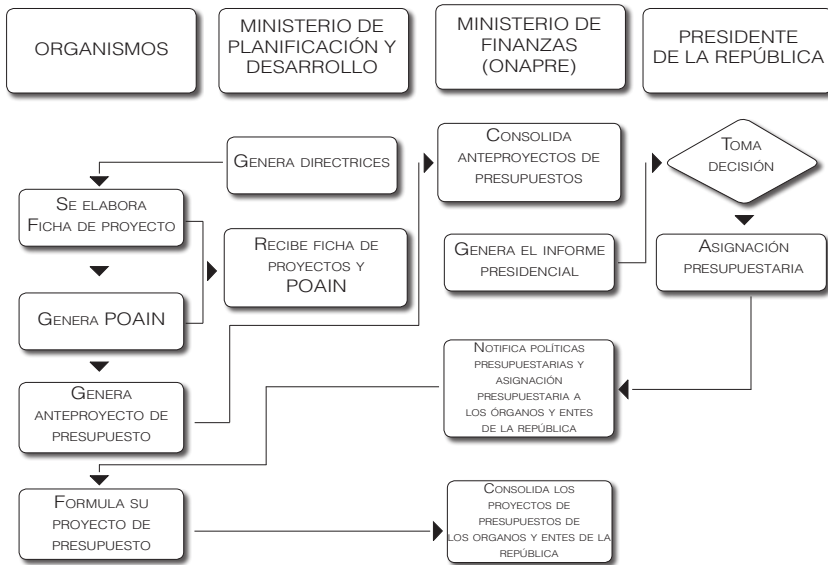 ORGANISMOS
MINISTERIO DE
PLANIFICACIÓN Y
DESARROLLO
MINISTERIO DE
FINANZAS
(ONAPRE)
PRESIDENTE
DE LA REPÚBLICA
GENERA DIRECTRICES
CONSOLIDA
ANTEPROYECTOS DE
PRESUPUESTOS
TOMA
DECISIÓN
SE ELABORA
FICHA DE PROYECTO
RECIBE FICHA DE
PROYECTOS Y
POAIN
GENERA EL INFORME
PRESIDENCIAL
ASIGNACIÓN
PRESUPUESTARIA
GENERA POAIN
GENERA
ANTEPROYECTO DE
PRESUPUESTO
NOTIFICA POLÍTICAS
PRESUPUESTARIAS Y
ASIGNACIÓN
PRESUPUESTARIA A
LOS ÓRGANOS Y ENTES
DE LA REPÚBLICA
FORMULA SU
PROYECTO DE
PRESUPUESTO
CONSOLIDA LOS
PROYECTOS DE
PRESUPUESTOS DE
LOS ORGANOS Y ENTES DE LA
REPÚBLICA